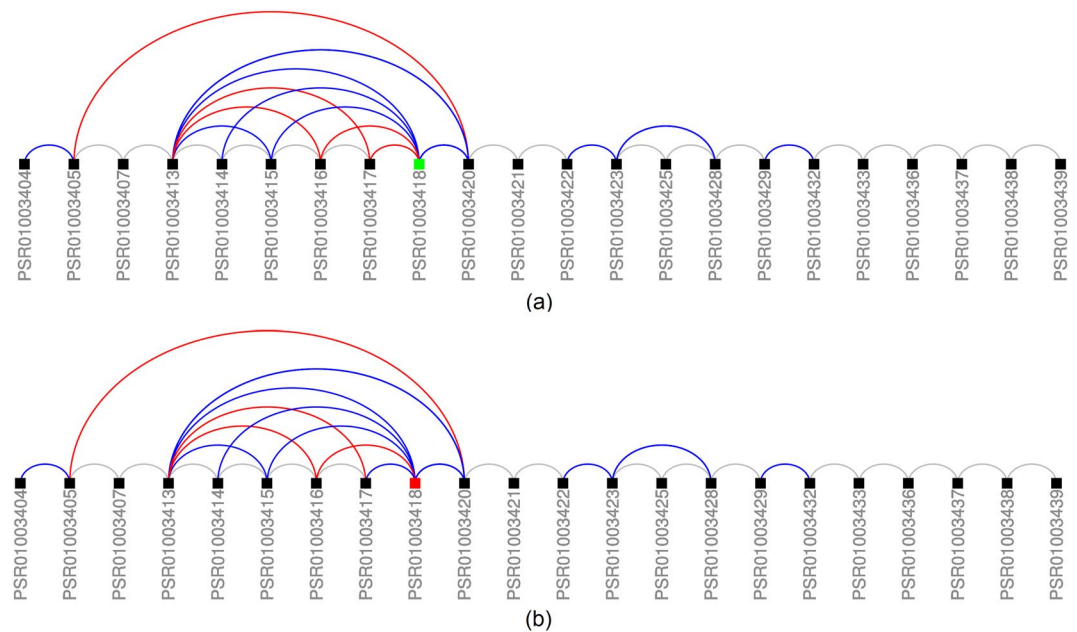 PSR01003404
PSR01003405
PSR01003407
PSR01003413
PSR01003414
PSR01003415
PSR01003416
PSR01003417
PSR01003418
PSR01003420
PSR01003421
PSR01003422
PSR01003423
PSR01003425
PSR01003428
PSR01003429
PSR01003432
PSR01003433
PSR01003436
PSR01003437
PSR01003438
PSR01003439
(a)
PSR01003404
PSR01003405
PSR01003407
PSR01003413
PSR01003414
PSR01003415
PSR01003416
PSR01003417
PSR01003418
PSR01003420
PSR01003421
PSR01003422
PSR01003423
PSR01003425
PSR01003428
PSR01003429
PSR01003432
PSR01003433
PSR01003436
PSR01003437
PSR01003438
PSR01003439
(b)